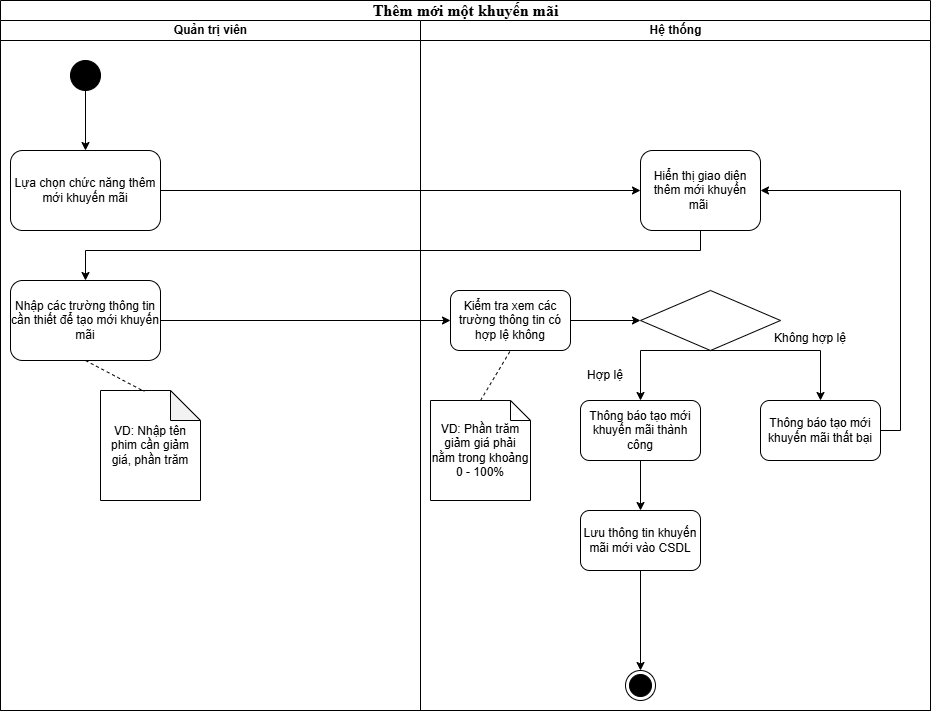 Thêm mới một khuyến mãi
Quản trị viên
Hệ thống
Lựa chọn chức năng thêm
mới khuyến mãi
Hiển thị giao diện
thêm mới khuyến
mãi
Nhập các trường thông tin
cần thiết để tạo mới khuyến
mãi
Kiểm tra xem các
trường thông tin có
hợp lệ không
Không hợp lệ
Hợp lệ
VD: Nhập tên
phim cần giảm
giá, phần trăm
VD: Phần trăm
giảm giá phải
nằm trong khoảng
0 - 100%
Thông báo tạo mới
khuyến mãi thành
công
Thông báo tạo mới
khuyến mãi thất bại
Lưu thông tin khuyến
mãi mới vào CSDL